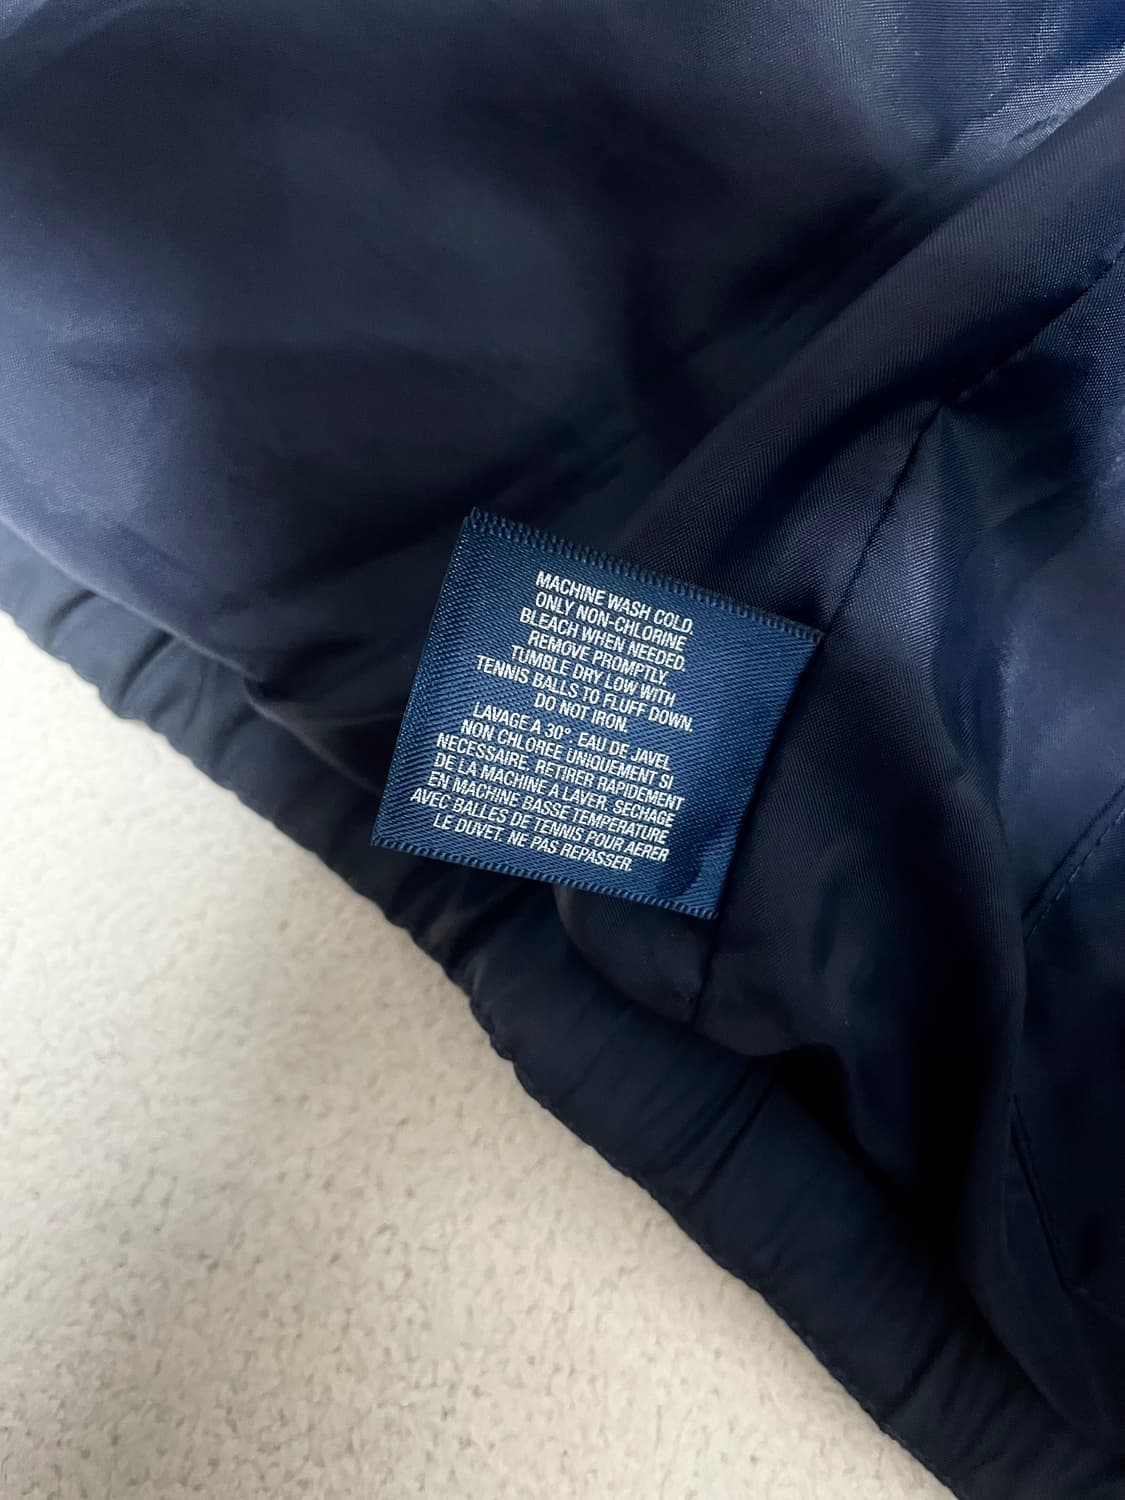 MACHINE WASH COLD.
ONLY NON-CHLORINE
BLEACH WHEN NEEDED.
REMOVE PROMPTLY.
TUMBLE DRY LOW WITH
TENNIS BALLS TO FLUFF DOWN.
DO NOT IRON.
LAVAGE A 30°. EAU DE JAVEL
NON CHLOREE UNIQUEMENT SI
NECESSAIRE. RETIRER RAPIDEMENT
DE LA MACHINE A LAVER. SECHAGE
EN MACHINE BASSE TEMPERATURE
AVEC BALLES DE TENNIS POUR AERER
LE DUVET. NE PAS REPASSER.